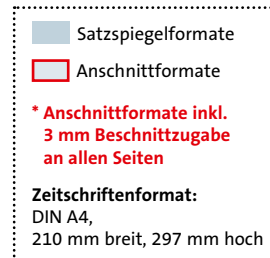 Satzspiegelformate
Anschnittformate
* Anschnittformate inkl.
3 mm Beschnittzugabe
an allen Seiten
Zeitschriftenformat:
DIN A4,
210 mm breit, 297 mm hoch